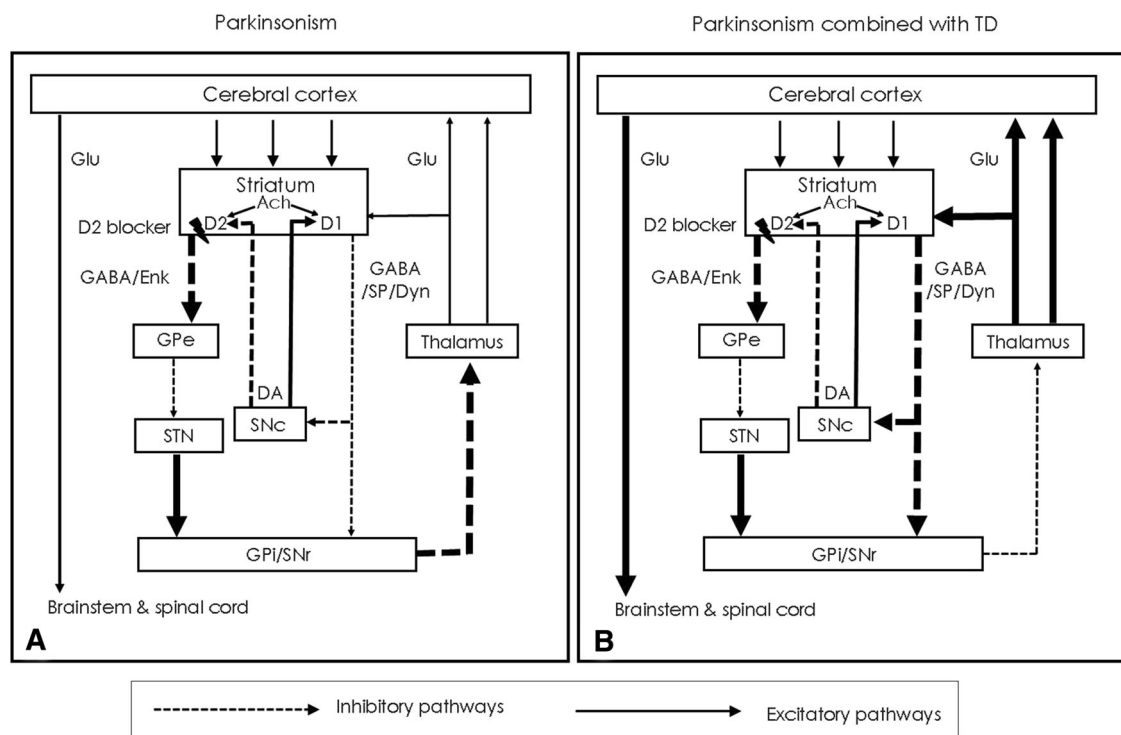 Parkinsonism
Parkinsonism combined with TD
Cerebral cortex
Glu
Glu
Striatum
Ach
D2
D1
D2 blocker
GABA/Enk
GABA
/SP/Dyn
GPe
Thalamus
DA
SNc
STN
GPi/SNr
Brainstem & spinal cord
A
Cerebral cortex
Glu
Glu
Striatum
Ach
D2
D1
D2 blocker
GABA/Enk
GABA
/SP/Dyn
GPe
Thalamus
DA
SNc
STN
GPi/SNr
Brainstem & spinal cord
B
Inhibitory pathways
Excitatory pathways